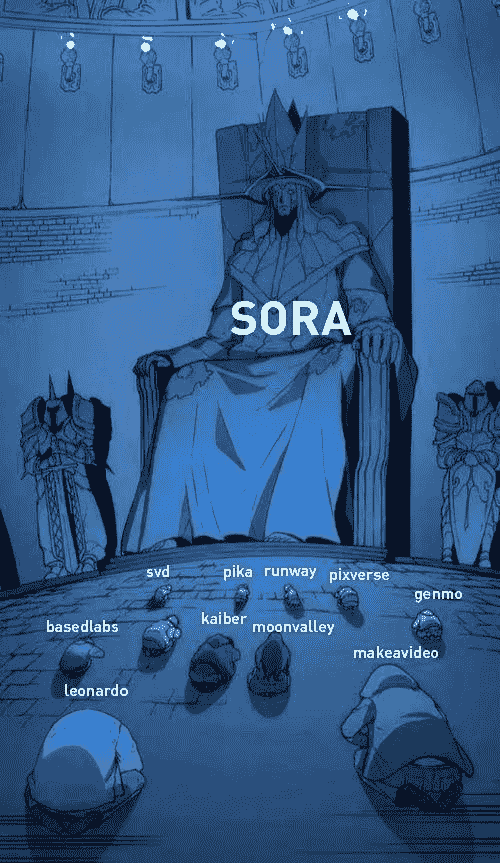 SORA
svd
pika
runway
pixverse
genmo
basedlabs
kaiber
moonvalley
makeavideo
leonardo